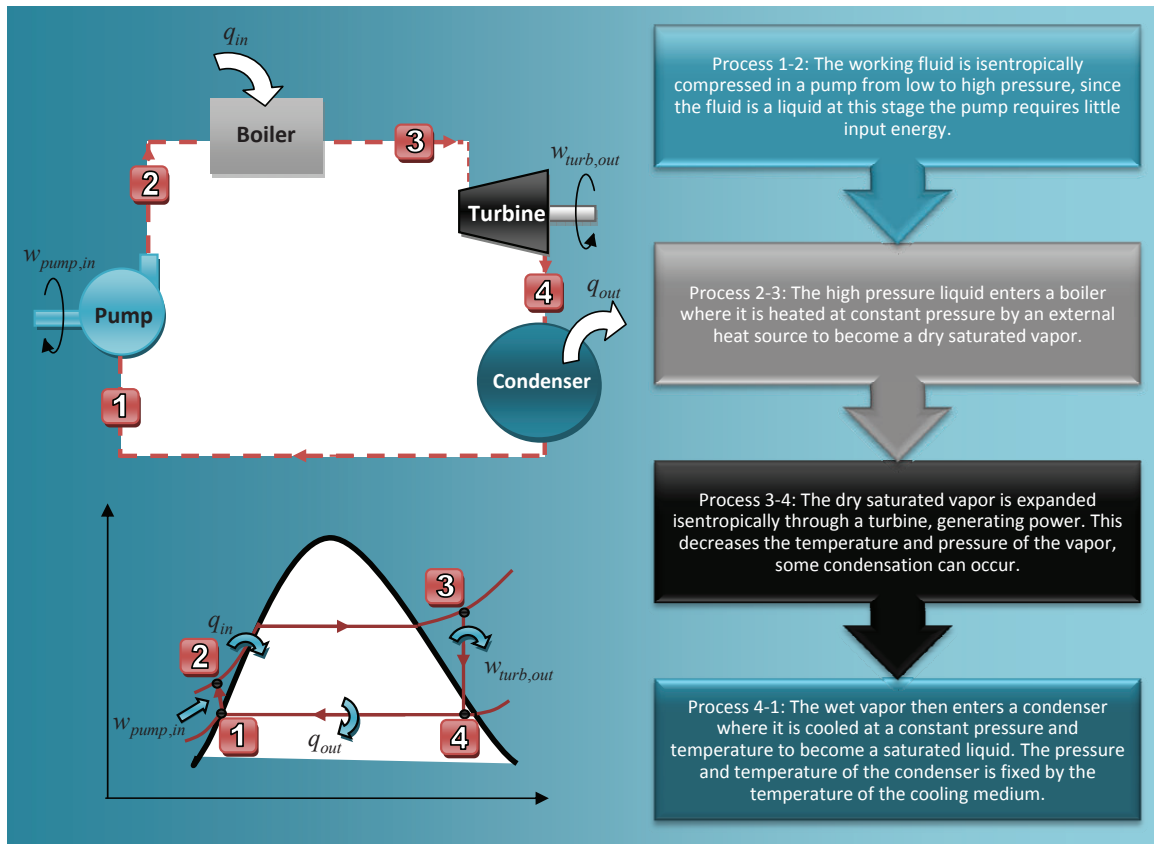 q_in
Boiler
3
w_turb,out
2
Turbine
w_pump,in
4
q_out
Pump
Condenser
1
3
q_in
2
w_turb,out
w_pump,in
1
q_out
4
Process 1-2: The working fluid is isentropically
compressed in a pump from low to high pressure, since
the fluid is a liquid at this stage the pump requires little
input energy.
Process 2-3: The high pressure liquid enters a boiler
where it is heated at constant pressure by an external
heat source to become a dry saturated vapor.
Process 3-4: The dry saturated vapor is expanded
isentropically through a turbine, generating power. This
decreases the temperature and pressure of the vapor,
some condensation can occur.
Process 4-1: The wet vapor then enters a condenser
where it is cooled at a constant pressure and
temperature to become a saturated liquid. The pressure
and temperature of the condenser is fixed by the
temperature of the cooling medium.